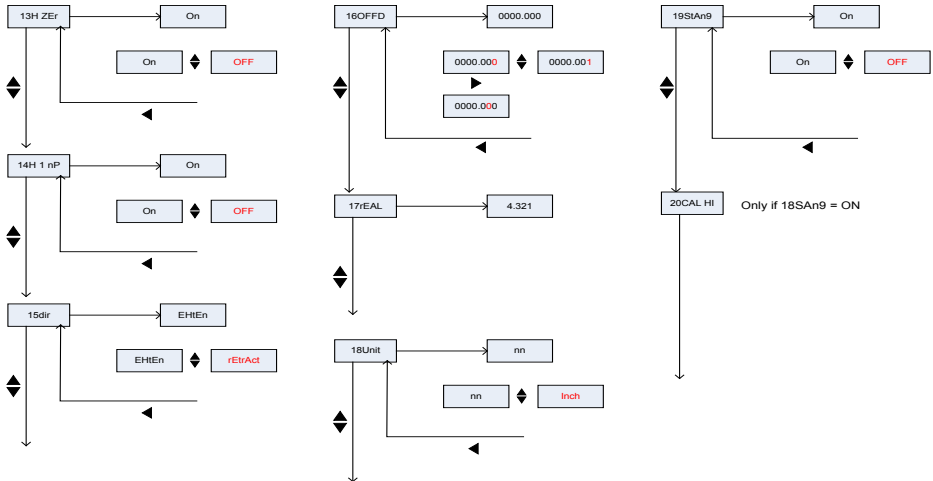 13H ZEr
On
On
OFF
14H 1 nP
On
On
OFF
15dir
EHtEn
EHtEn
rEtrAct
16OFFD
0000.000
0000.000
0000.001
0000.000
17rEAL
4.321
18Unit
nn
nn
Inch
19StAn9
On
On
OFF
20CAL HI
Only if 18SAn9 = ON